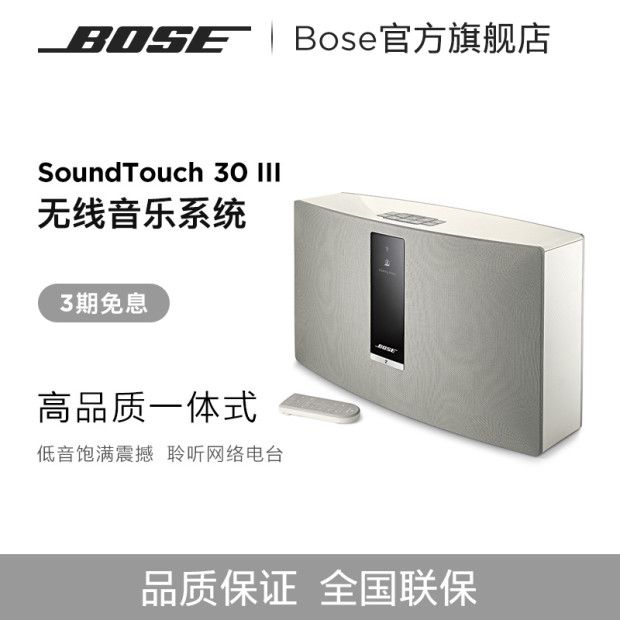 BOSE | Bose官方旗舰店
SoundTouch 30 III
无线音乐系统
3期免息
BOSE
高品质一体式
低音饱满震撼 聆听网络电台
品质保证 全国联保